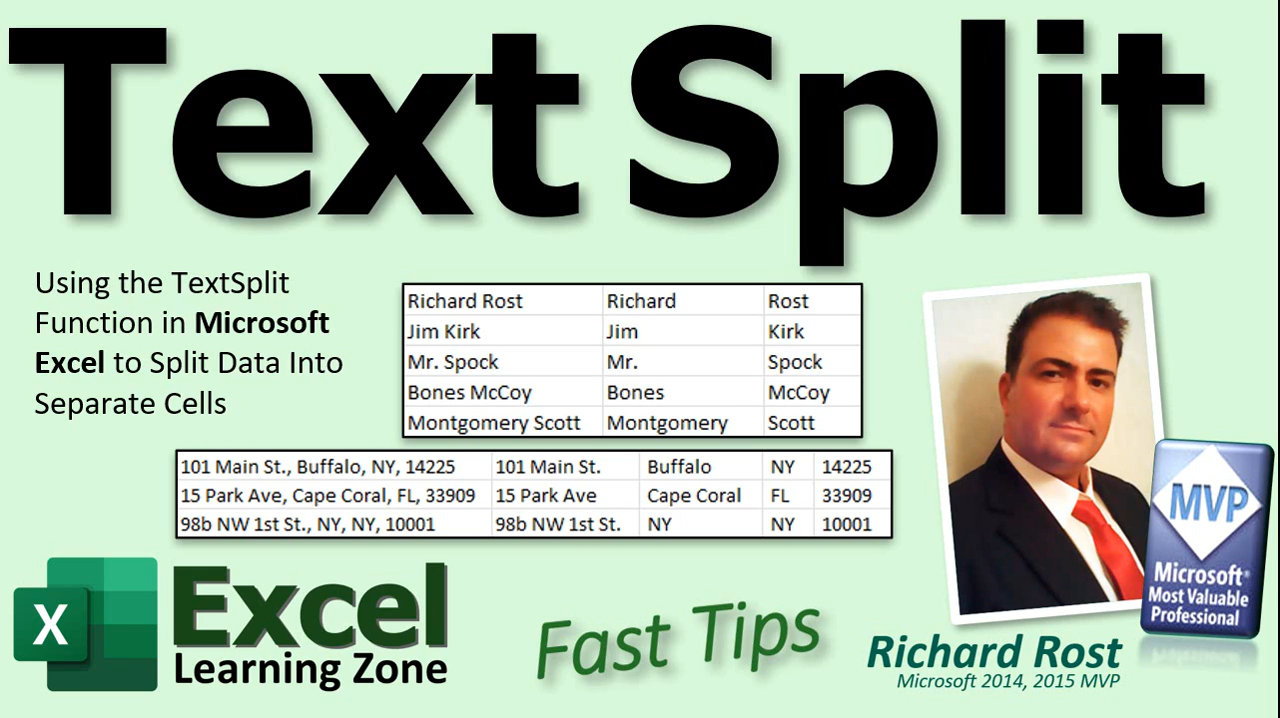 Text Split
Using the TextSplit
Function in Microsoft
Excel to Split Data Into
Separate Cells
Richard Rost Richard Rost
Jim Kirk Jim Kirk
Mr. Spock Mr. Spock
Bones McCoy Bones McCoy
Montgomery Scott Montgomery Scott
101 Main St., Buffalo, NY, 14225 101 Main St. Buffalo NY 14225
15 Park Ave, Cape Coral, FL, 33909 15 Park Ave Cape Coral FL 33909
98b NW 1st St., NY, NY, 10001 98b NW 1st St. NY NY 10001
MVP
Microsoft®
Most Valuable
Professional
X
Excel
Learning Zone
Fast Tips
Richard Rost
Microsoft 2014, 2015 MVP